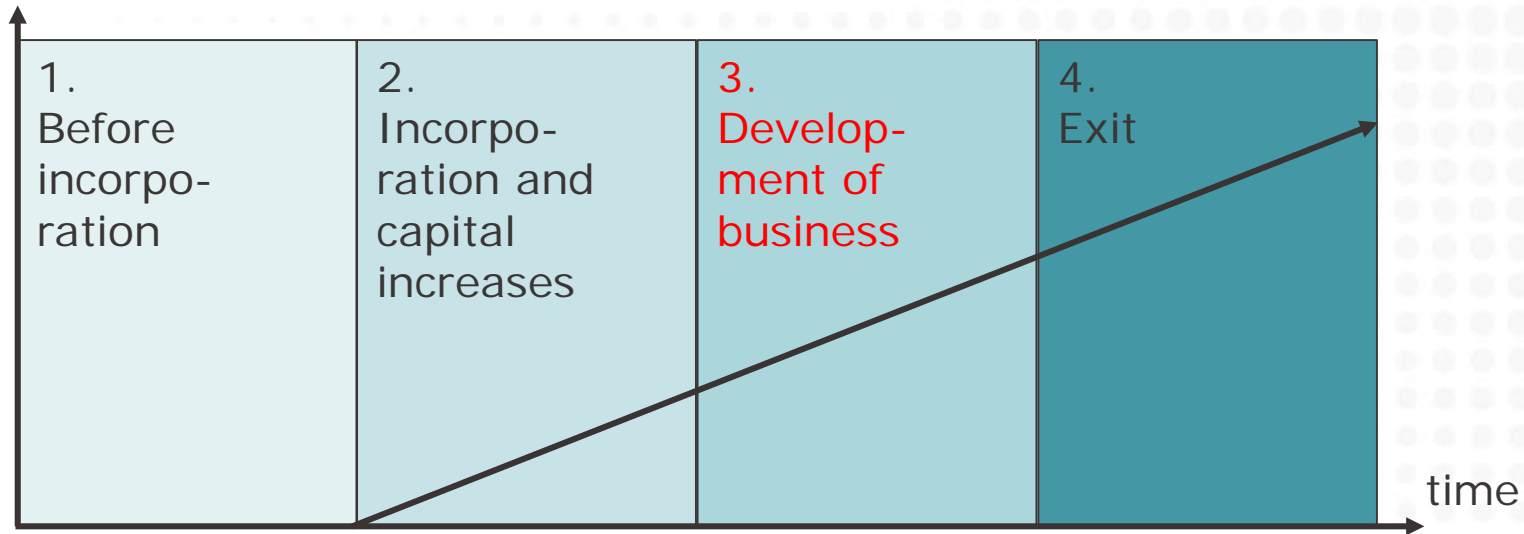 1.
Before
incorpo-
ration
2.
Incorpo-
ration and
capital
increases
3.
Develop-
ment of
business
4.
Exit
time